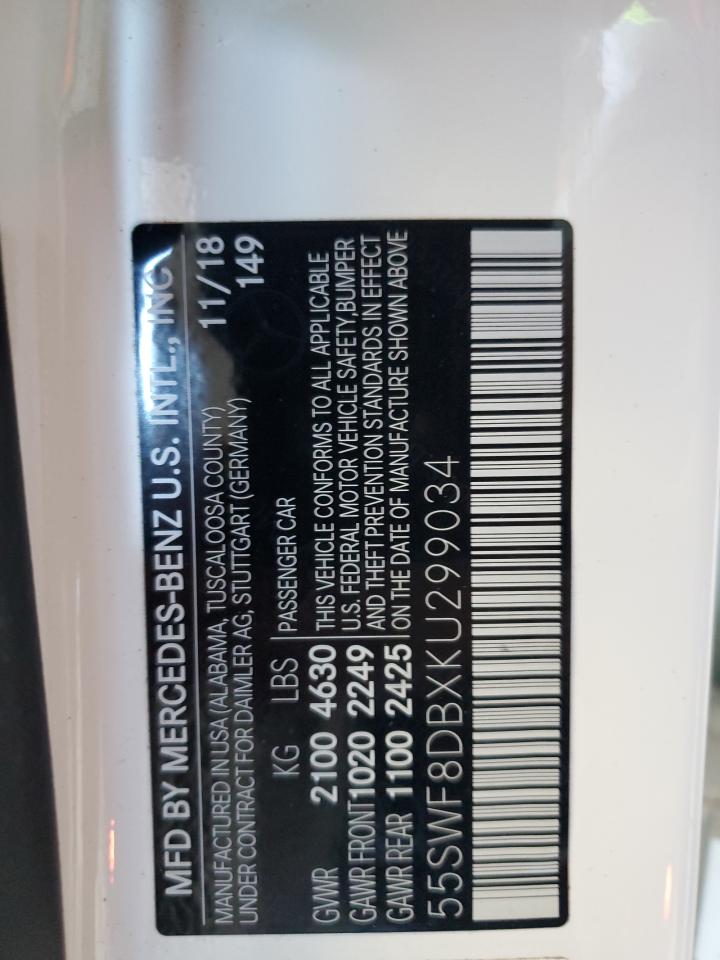 MFD BY MERCEDES-BENZ U.S. INTL., INC
MANUFACTURED IN USA (ALABAMA, TUSCALOOSA COUNTY) 11/18
UNDER CONTRACT FOR DAIMLER AG, STUTTGART (GERMANY) 149
KG LBS PASSENGER CAR
GVWR 2100 4630 THIS VEHICLE CONFORMS TO ALL APPLICABLE
U.S. FEDERAL MOTOR VEHICLE SAFETY,BUMPER
GAWR FRONT 1020 2249 AND THEFT PREVENTION STANDARDS IN EFFECT
GAWR REAR 1100 2425 ON THE DATE OF MANUFACTURE SHOWN ABOVE
55SWF8DBXKU299034